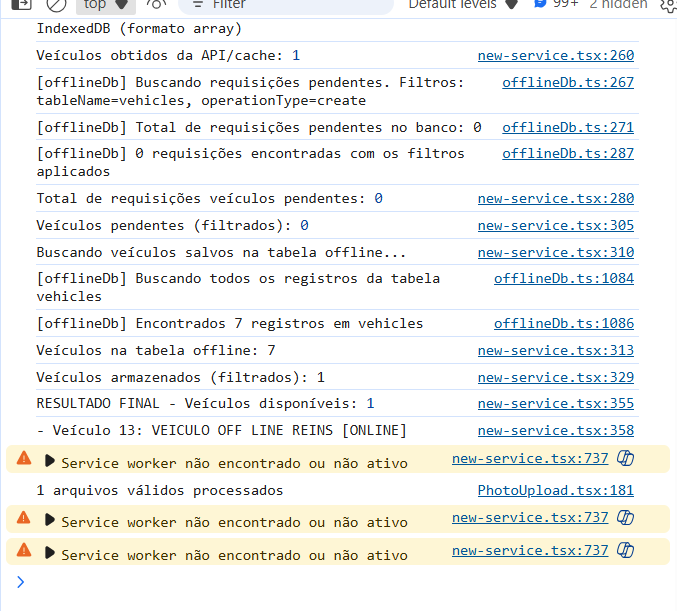 top Filter Default levels 99+ 2 hidden
IndexedDB (formato array)
Veículos obtidos da API/cache: 1 new-service.tsx:260
[offlineDb] Buscando requisições pendentes. Filtros: offlineDb.ts:267
tableName=vehicles, operationType=create
[offlineDb] Total de requisições pendentes no banco: 0 offlineDb.ts:271
[offlineDb] 0 requisições encontradas com os filtros offlineDb.ts:287
aplicados
Total de requisições veículos pendentes: 0 new-service.tsx:280
Veículos pendentes (filtrados): 0 new-service.tsx:305
Buscando veículos salvos na tabela offline... new-service.tsx:310
[offlineDb] Buscando todos os registros da tabela offlineDb.ts:1084
vehicles
[offlineDb] Encontrados 7 registros em vehicles offlineDb.ts:1086
Veículos na tabela offline: 7 new-service.tsx:313
Veículos armazenados (filtrados): 1 new-service.tsx:329
RESULTADO FINAL - Veículos disponíveis: 1 new-service.tsx:355
- Veículo 13: VEICULO OFF LINE REINS [ONLINE] new-service.tsx:358
Service worker não encontrado ou não ativo new-service.tsx:737
1 arquivos válidos processados PhotoUpload.tsx:181
Service worker não encontrado ou não ativo new-service.tsx:737
Service worker não encontrado ou não ativo new-service.tsx:737